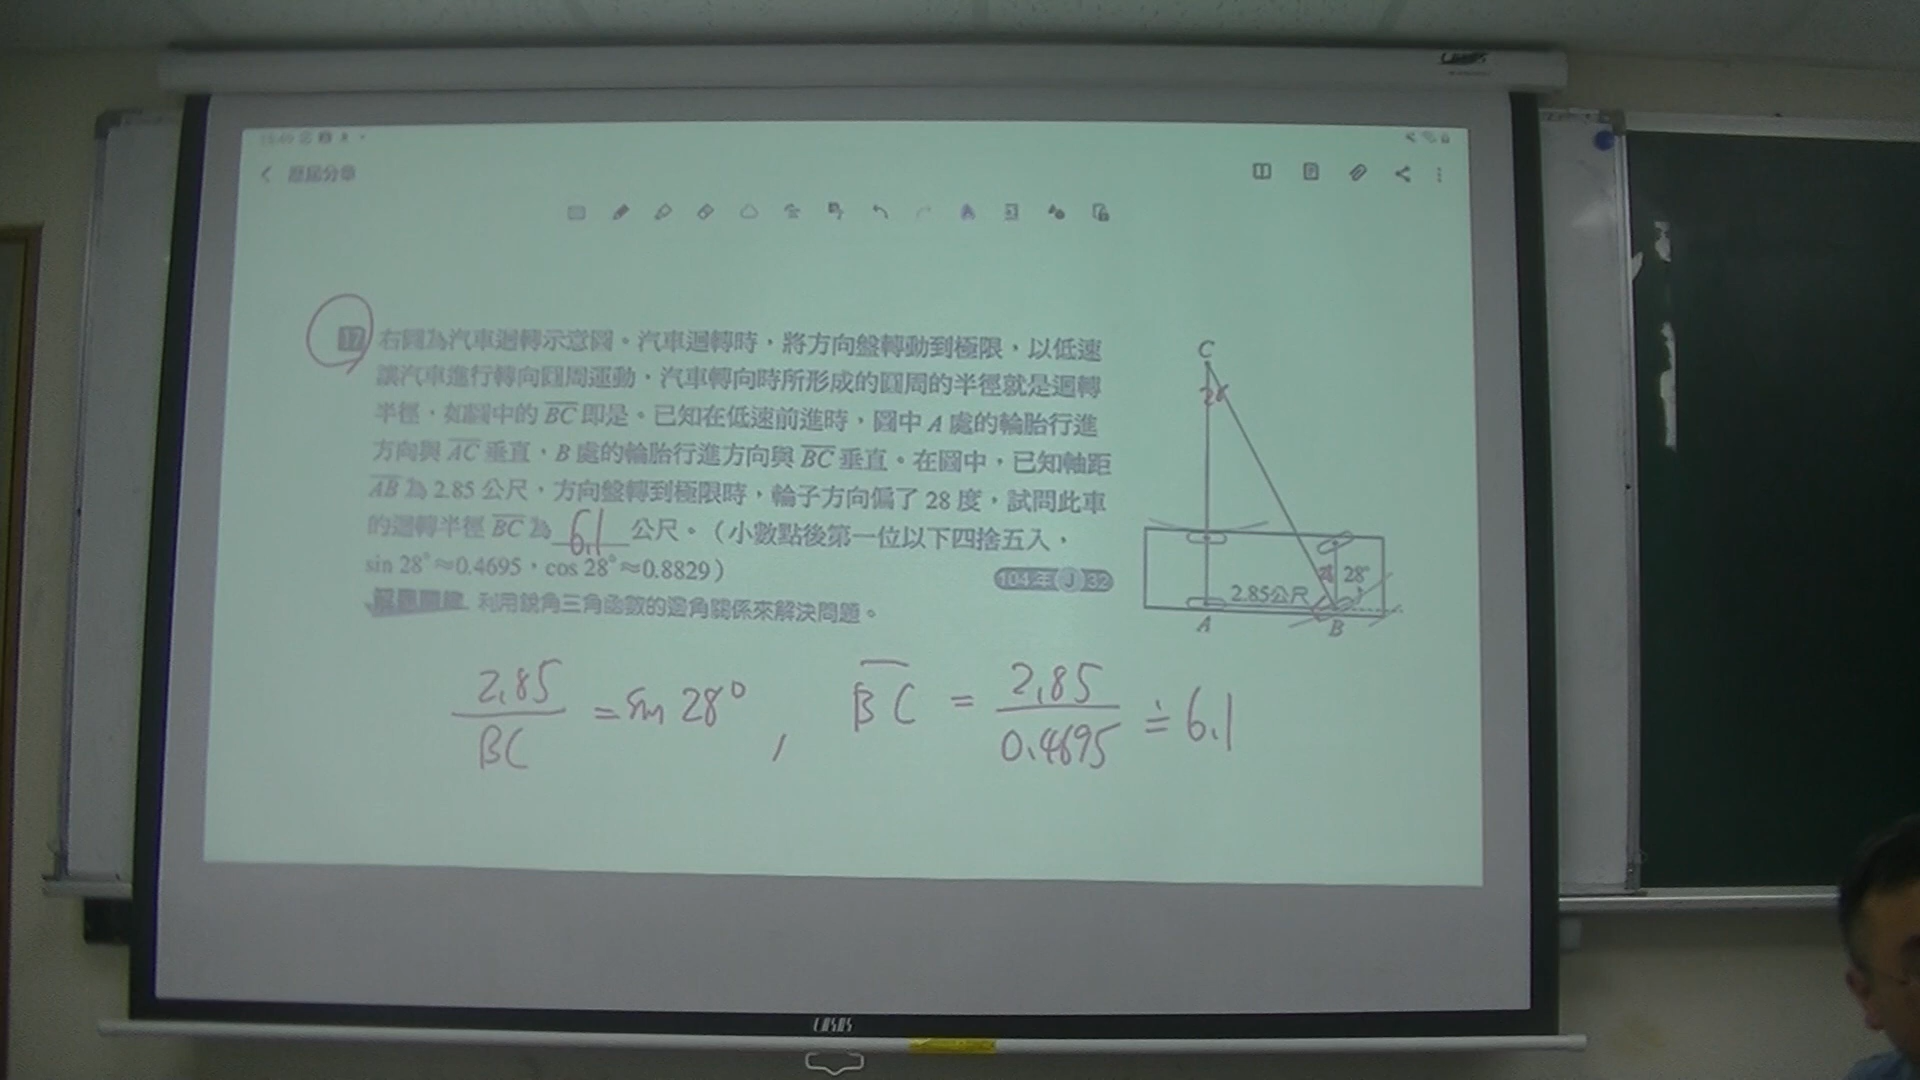 歷屆分章
17 右圖為汽車迴轉示意圖。汽車迴轉時，將方向盤轉動到極限，以低速
讓汽車進行轉向圓周運動，汽車轉向時所形成的圓周的半徑就是迴轉
半徑，如圖中的 BC 即是。已知在低速前進時，圖中 A 處的輪胎行進
方向與 AC 垂直，B 處的輪胎行進方向與 BC 垂直。在圖中，已知軸距
AB 為 2.85 公尺，方向盤轉到極限時，輪子方向偏了 28 度，試問此車
的迴轉半徑 BC 為 6.1 公尺。（小數點後第一位以下四捨五入，
sin 28°≈0.4695，cos 28°≈0.8829）
104年 J 32
利用銳角三角函數的邊角關係來解決問題。
C
28
28 28°
2.85公尺
A B
2.85/BC = sin 28°, BC = 2.85/0.4695 ≒ 6.1